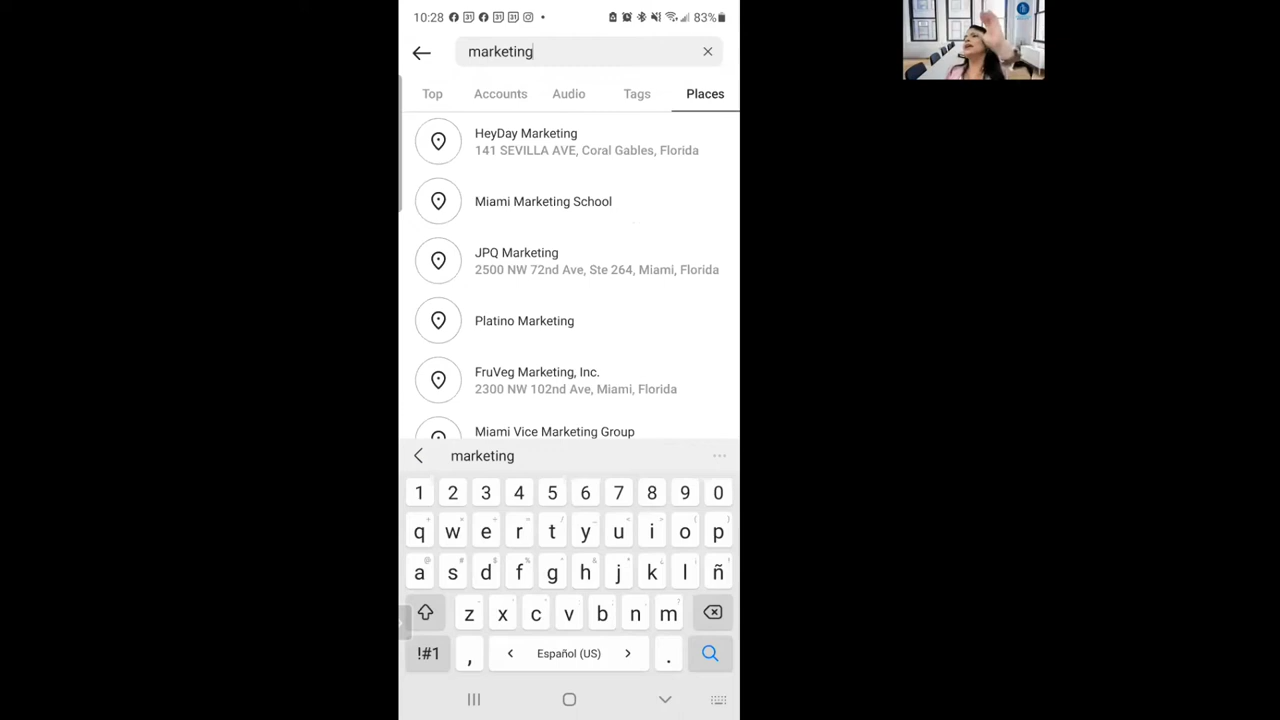 10:28 83%
marketing
Top Accounts Audio Tags Places
HeyDay Marketing
141 SEVILLA AVE, Coral Gables, Florida
Miami Marketing School
JPQ Marketing
2500 NW 72nd Ave, Ste 264, Miami, Florida
Platino Marketing
FruVeg Marketing, Inc.
2300 NW 102nd Ave, Miami, Florida
Miami Vice Marketing Group
marketing
1 2 3 4 5 6 7 8 9 0
q w e r t y u i o p
a s d f g h j k l ñ
z x c v b n m
!#1 , Español (US) .